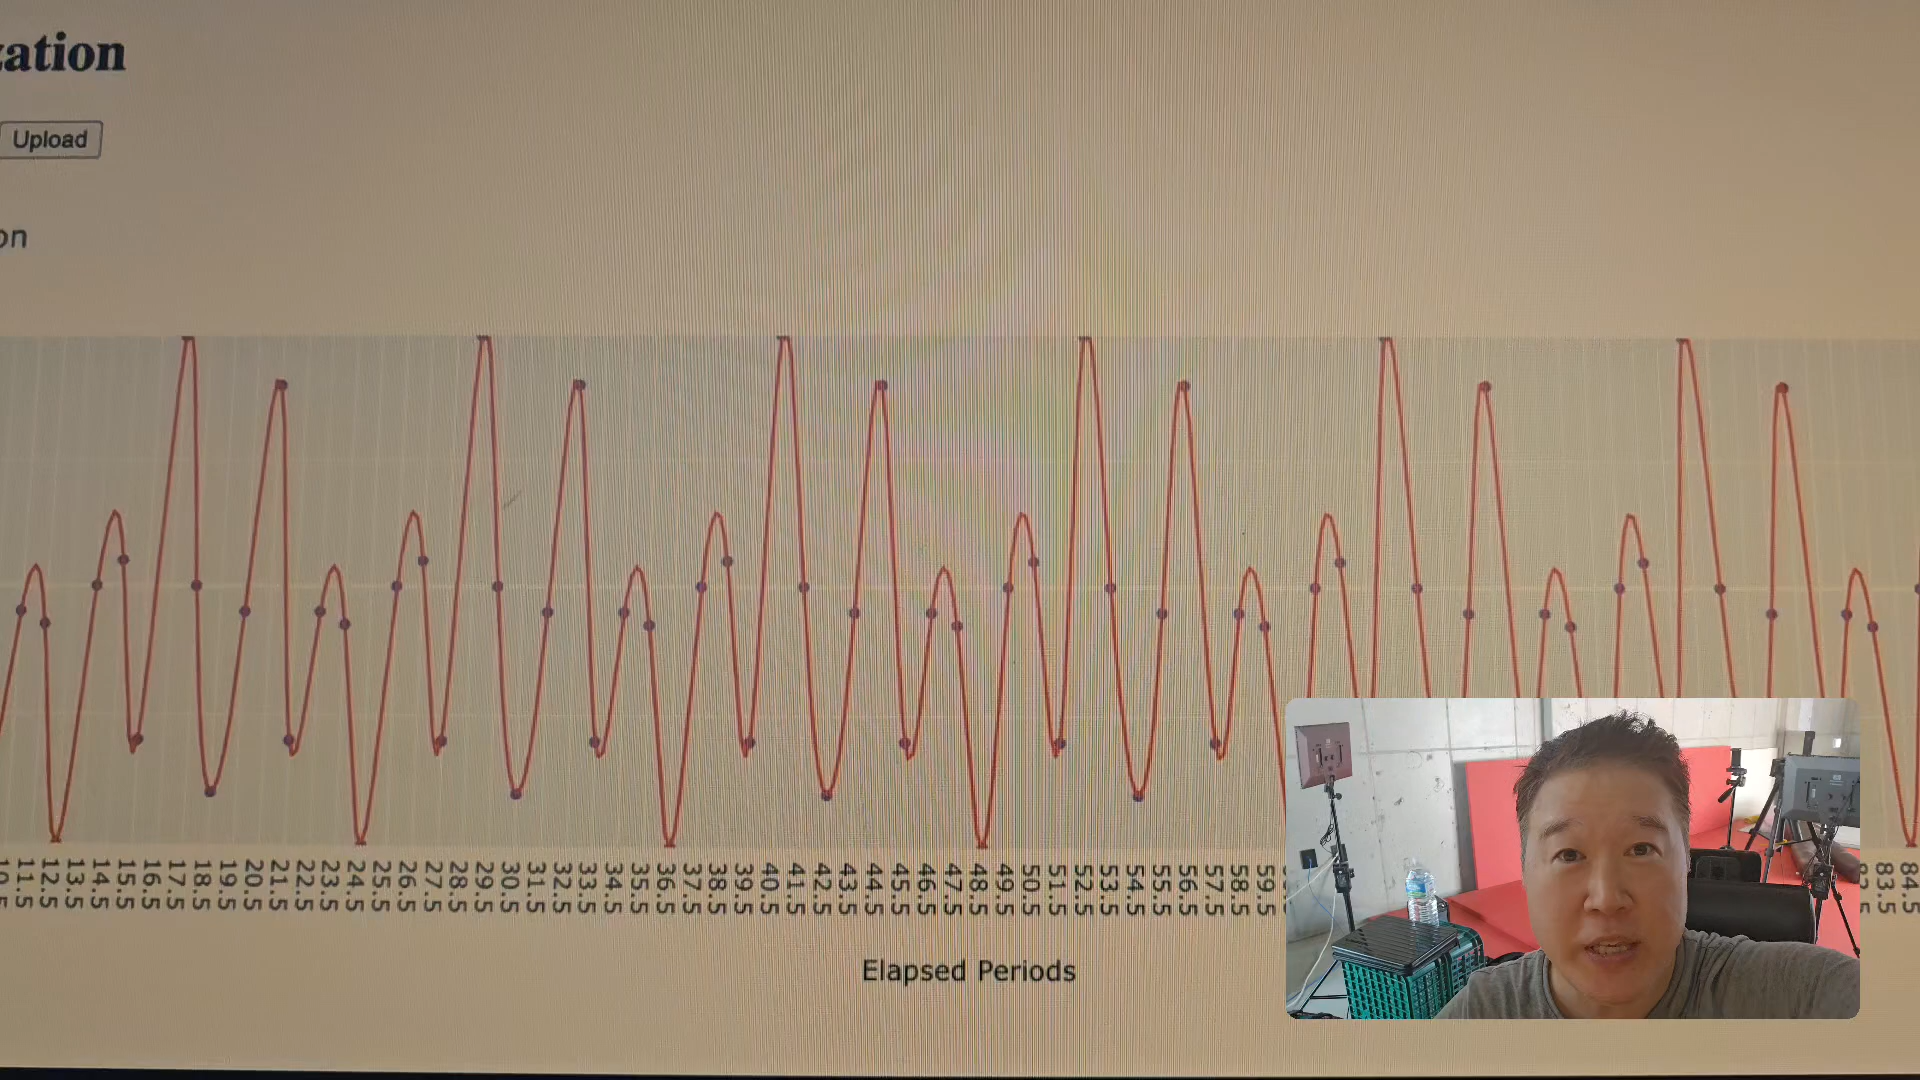 zation
Upload
on
11.5 12.5 13.5 14.5 15.5 16.5 17.5 18.5 19.5 20.5 21.5 22.5 23.5 24.5 25.5 26.5 27.5 28.5 29.5 30.5 31.5 32.5 33.5 34.5 35.5 36.5 37.5 38.5 39.5 40.5 41.5 42.5 43.5 44.5 45.5 46.5 47.5 48.5 49.5 50.5 51.5 52.5 53.5 54.5 55.5 56.5 57.5 58.5 59.5 83.5 84.5
Elapsed Periods